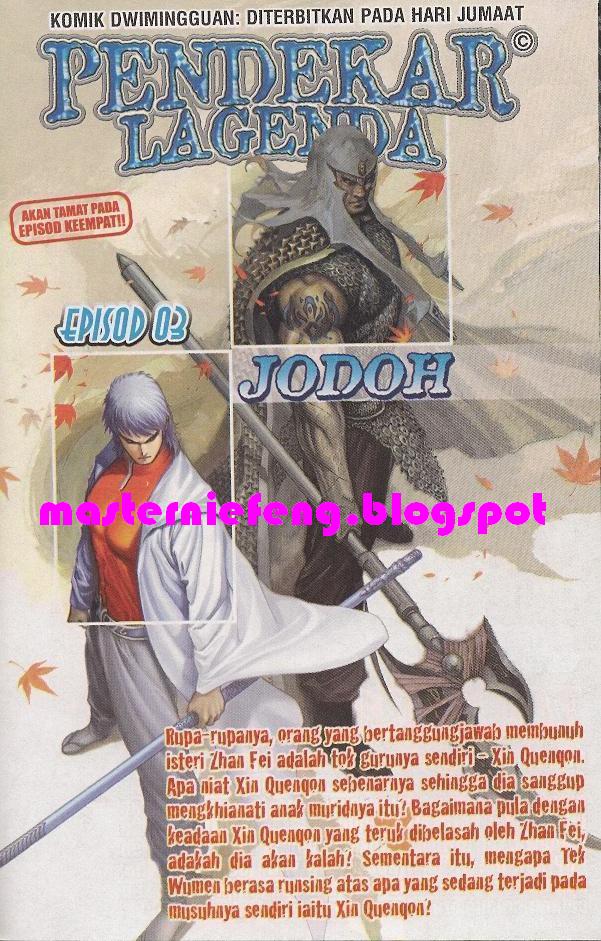 KOMIK DWIMINGGUAN: DITERBITKAN PADA HARI JUMAAT
PENDEKAR ©
LAGENDA
AKAN TAMAT PADA
EPISOD KEEMPAT!!
EPISOD 03
JODOH
masterniefeng.blogspot
Rupa-rupanya, orang yang bertanggungjawab membunuh
isteri Zhan Fei adalah tok gurunya sendiri – Xin Quenqon.
Apa niat Xin Quenqon sebenarnya sehingga dia sanggup
mengkhianati anak muridnya itu? Bagaimana pula dengan
keadaan Xin Quenqon yang teruk dibelasah oleh Zhan Fei,
adakah dia akan kalah? Sementara itu, mengapa Tek
Wumen berasa runsing atas apa yang sedang terjadi pada
musuhnya sendiri iaitu Xin Quenqon?